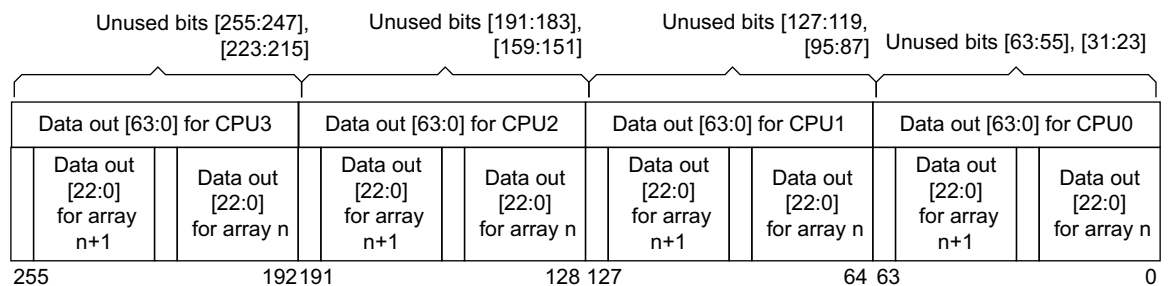 Unused bits [255:247],
[223:215]
Unused bits [191:183],
[159:151]
Unused bits [127:119,
[95:87]
Unused bits [63:55], [31:23]
Data out [63:0] for CPU3
Data out [63:0] for CPU2
Data out [63:0] for CPU1
Data out [63:0] for CPU0
Data out
[22:0]
for array
n+1
Data out
[22:0]
for array n
Data out
[22:0]
for array
n+1
Data out
[22:0]
for array n
Data out
[22:0]
for array
n+1
Data out
[22:0]
for array n
Data out
[22:0]
for array
n+1
Data out
[22:0]
for array n
255
192
191
128
127
64
63
0